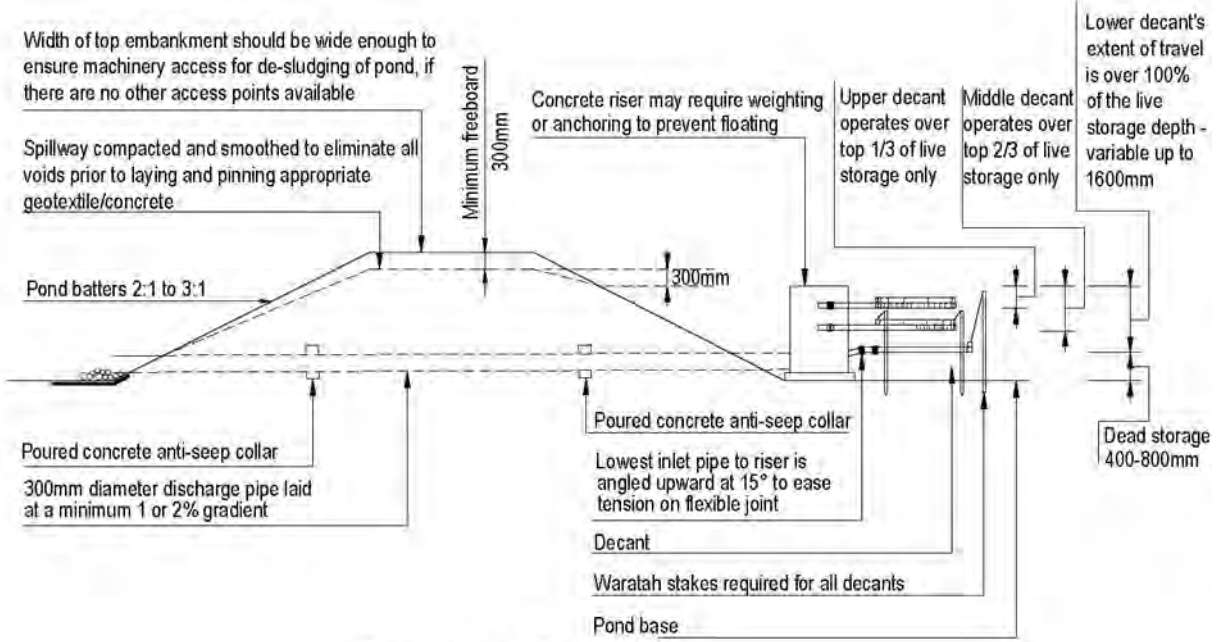 Width of top embankment should be wide enough to
ensure machinery access for de-sludging of pond, if
there are no other access points available
Spillway compacted and smoothed to eliminate all
voids prior to laying and pinning appropriate
geotextile/concrete
Pond batters 2:1 to 3:1
Minimum freeboard
300mm
Concrete riser may require weighting
or anchoring to prevent floating
Upper decant
operates over
top 1/3 of live
storage only
Middle decant
operates over
top 2/3 of live
storage only
Lower decant's
extent of travel
is over 100%
of the live
storage depth -
variable up to
1600mm
300mm
Poured concrete anti-seep collar
300mm diameter discharge pipe laid
at a minimum 1 or 2% gradient
Poured concrete anti-seep collar
Lowest inlet pipe to riser is
angled upward at 15° to ease
tension on flexible joint
Decant
Waratah stakes required for all decants
Pond base
Dead storage
400-800mm